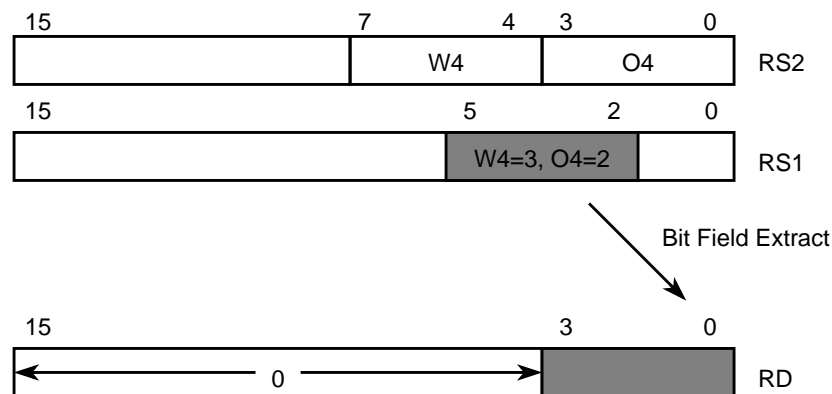 15 7 4 3 0
W4 O4 RS2
15 5 2 0
W4=3, O4=2 RS1
Bit Field Extract
15 3 0
0 RD